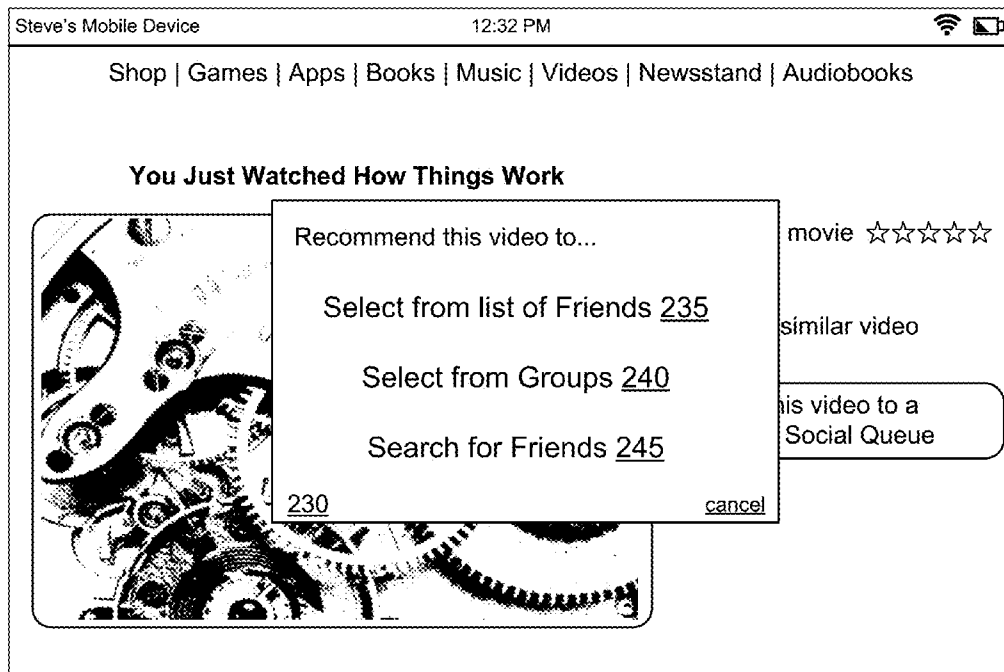 Steve's Mobile Device 12:32 PM
Shop | Games | Apps | Books | Music | Videos | Newsstand | Audiobooks
You Just Watched How Things Work
Recommend this video to...
movie ☆☆☆☆☆
Select from list of Friends 235
similar video
Select from Groups 240
his video to a
Social Queue
Search for Friends 245
230 cancel